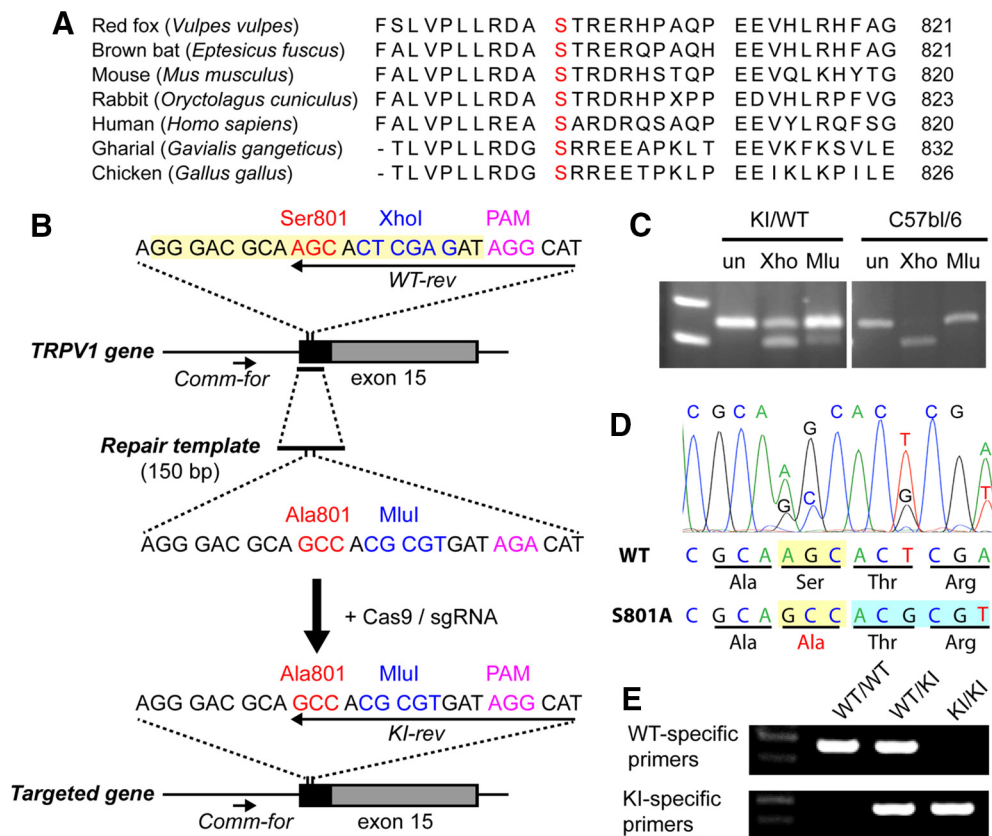 A
Red fox (Vulpes vulpes) FSLVPLLRDA STRERHPAQP EEVHLRHFAG 821
Brown bat (Eptesicus fuscus) FALVPLLRDA STRERQPAQH EEVHLRHFAG 821
Mouse (Mus musculus) FALVPLLRDA STRDRHSTQP EEVQLKHYTG 820
Rabbit (Oryctolagus cuniculus) FALVPLLRDA STRDRHPXPP EDVHLRPFVG 823
Human (Homo sapiens) FALVPLLREA SARDRQSAQP EEVYLRQFSG 820
Gharial (Gavialis gangeticus) -TLVPLLRDG SRREEAPKLT EEVKFKSVLE 832
Chicken (Gallus gallus) -TLVPLLRDG SRREETPKLP EEIKLKPILE 826
B
Ser801 XhoI PAM
AGG GAC GCA AGC ACT CGA GAT AGG CAT
WT-rev
TRPV1 gene
Comm-for
exon 15
Repair template
(150 bp)
Ala801 MluI
AGG GAC GCA GCC ACG CGTGAT AGA CAT
+ Cas9 / sgRNA
Ala801 MluI PAM
AGG GAC GCA GCC ACG CGTGAT AGG CAT
KI-rev
Targeted gene
Comm-for
exon 15
C
KI/WT C57bl/6
un Xho Mlu un Xho Mlu
D
C G C A G C A C T C G A
A G C G T
WT C G C A A G C A C T C G A
Ala Ser Thr Arg
S801A C G C A G C C A C G C G T
Ala Ala Thr Arg
E
WT/WT WT/KI KI/KI
WT-specific
primers
KI-specific
primers